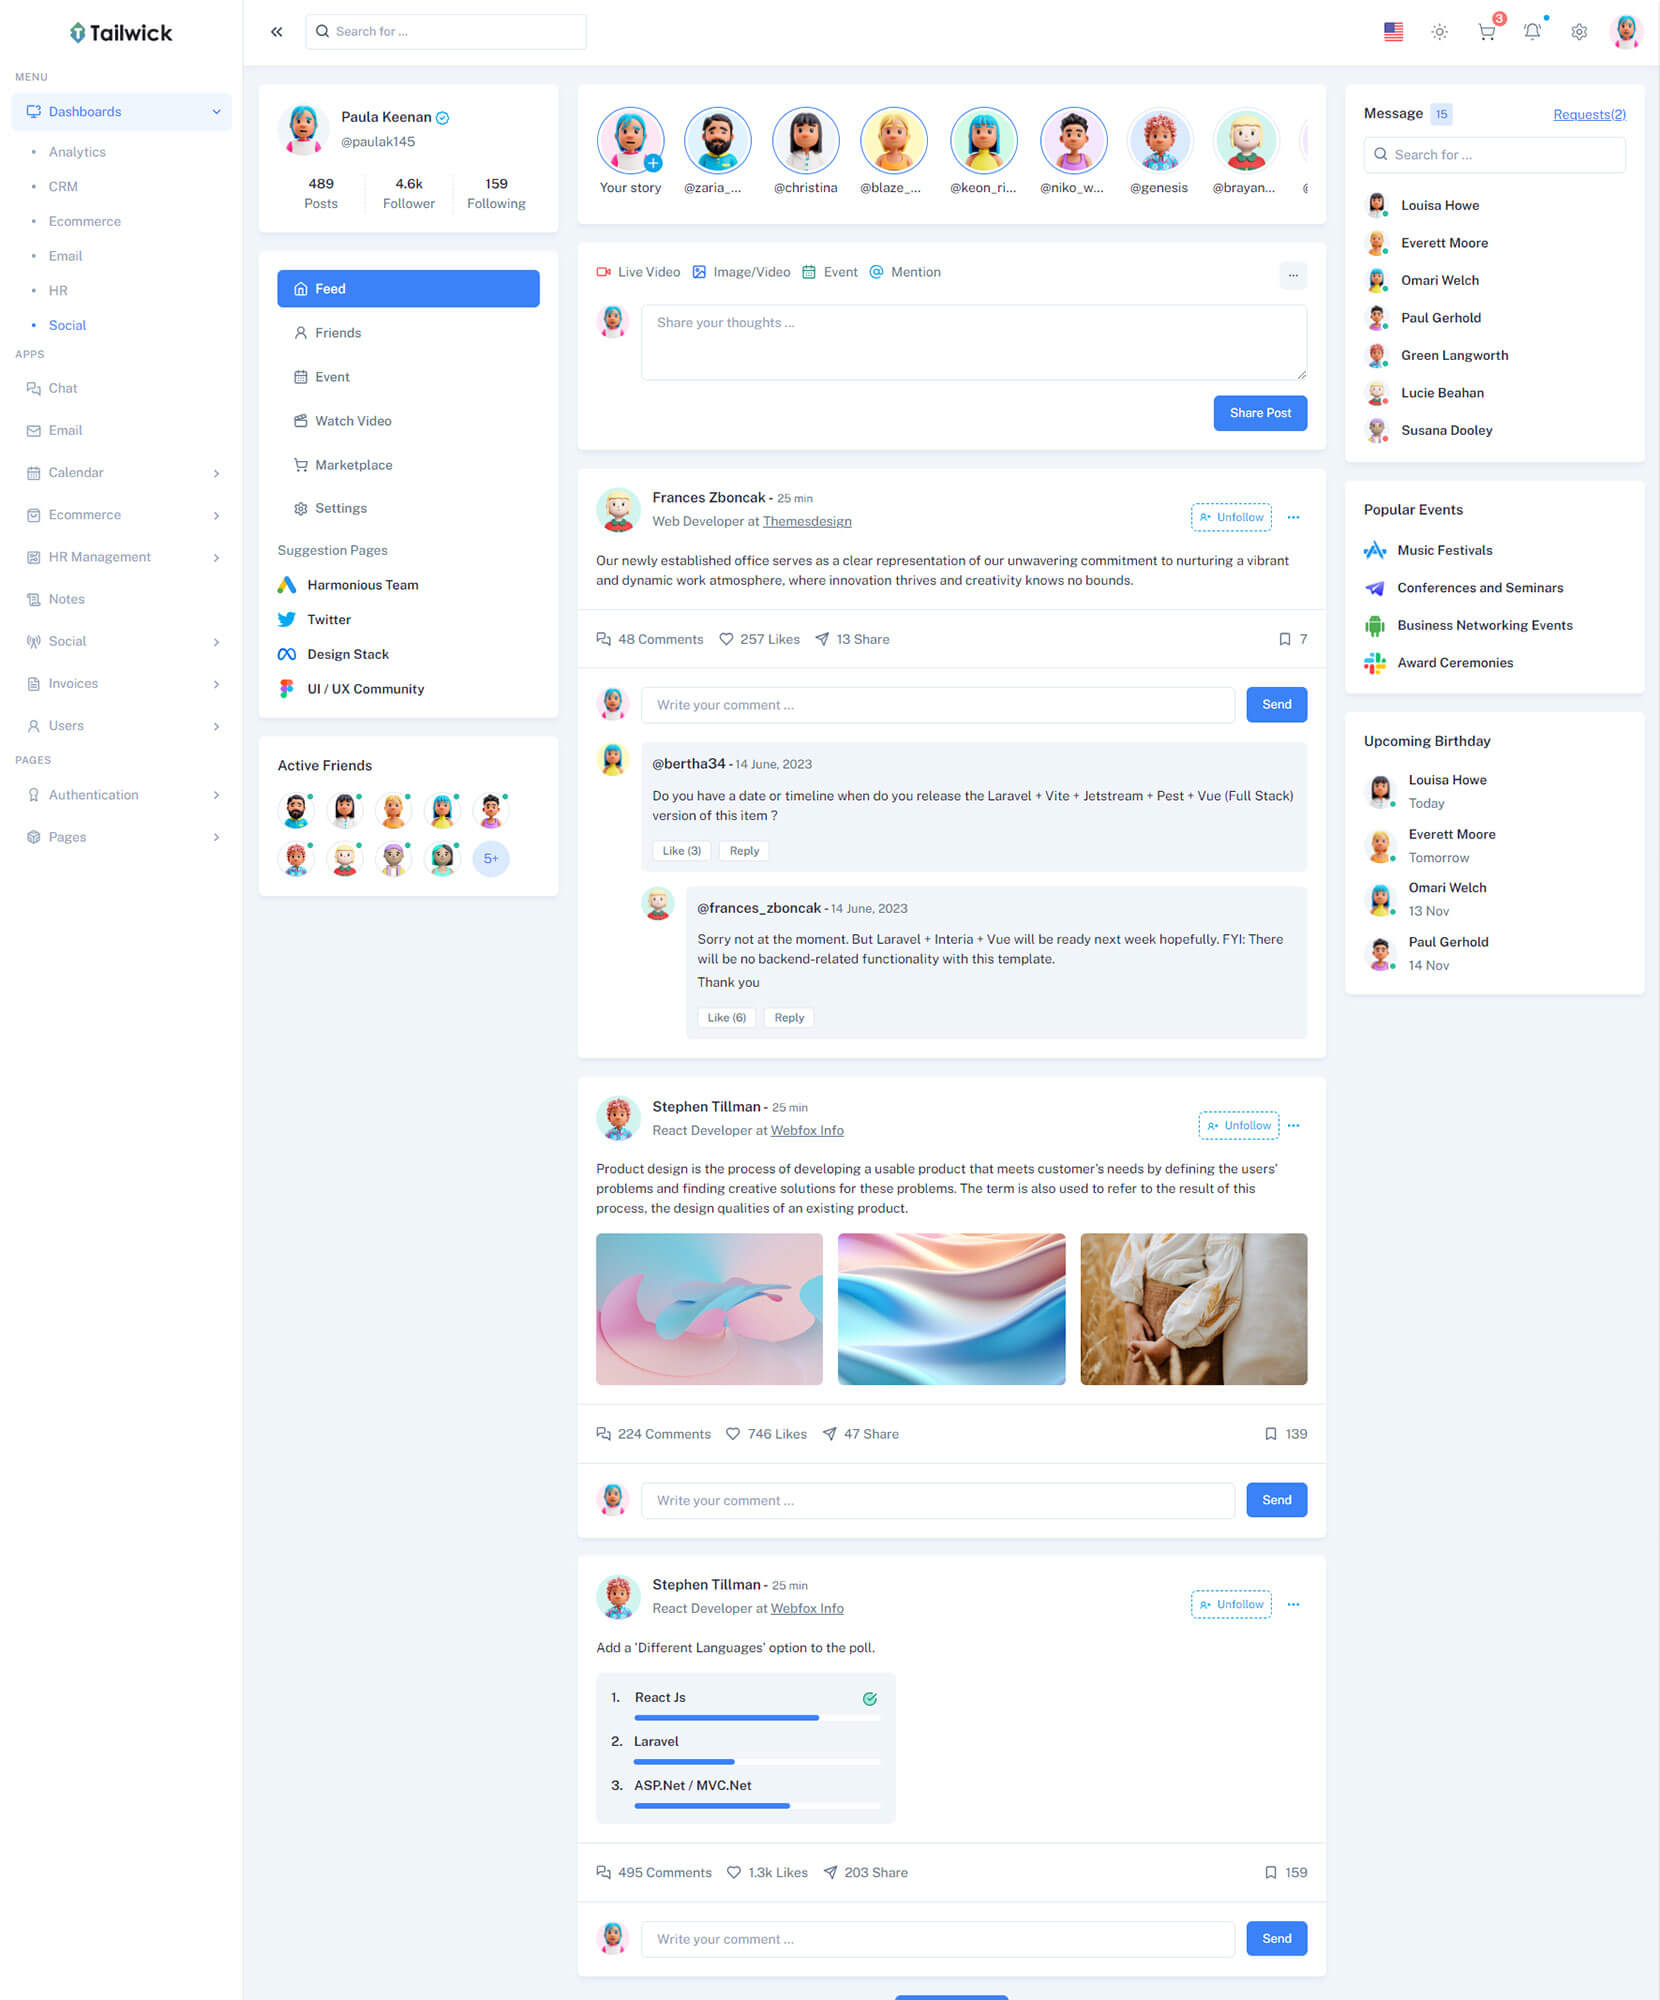 Tailwick
MENU
Dashboards
Analytics
CRM
Ecommerce
Email
HR
Social
APPS
Chat
Email
Calendar
Ecommerce
HR Management
Notes
Social
Invoices
Users
PAGES
Authentication
Pages
Search for ...
3
Paula Keenan
@paulak145
489
Posts
4.6k
Follower
159
Following
Feed
Friends
Event
Watch Video
Marketplace
Settings
Suggestion Pages
Harmonious Team
Twitter
Design Stack
UI / UX Community
Active Friends
5+
Your story
@zaria_...
@christina
@blaze_...
@keon_ri...
@niko_w...
@genesis
@brayan...
Live Video
Image/Video
Event
Mention
Share your thoughts ...
Share Post
Frances Zboncak - 25 min
Web Developer at Themesdesign
Unfollow
Our newly established office serves as a clear representation of our unwavering commitment to nurturing a vibrant
and dynamic work atmosphere, where innovation thrives and creativity knows no bounds.
48 Comments
257 Likes
13 Share
7
Write your comment ...
Send
@bertha34 - 14 June, 2023
Do you have a date or timeline when do you release the Laravel + Vite + Jetstream + Pest + Vue (Full Stack)
version of this item ?
Like (3)
Reply
@frances_zboncak - 14 June, 2023
Sorry not at the moment. But Laravel + Interia + Vue will be ready next week hopefully. FYI: There
will be no backend-related functionality with this template.
Thank you
Like (6)
Reply
Stephen Tillman - 25 min
React Developer at Webfox Info
Unfollow
Product design is the process of developing a usable product that meets customer's needs by defining the users'
problems and finding creative solutions for these problems. The term is also used to refer to the result of this
process, the design qualities of an existing product.
224 Comments
746 Likes
47 Share
139
Write your comment ...
Send
Stephen Tillman - 25 min
React Developer at Webfox Info
Unfollow
Add a 'Different Languages' option to the poll.
1. React Js
2. Laravel
3. ASP.Net / MVC.Net
495 Comments
1.3k Likes
203 Share
159
Write your comment ...
Send
Message 15
Requests(2)
Search for ...
Louisa Howe
Everett Moore
Omari Welch
Paul Gerhold
Green Langworth
Lucie Beahan
Susana Dooley
Popular Events
Music Festivals
Conferences and Seminars
Business Networking Events
Award Ceremonies
Upcoming Birthday
Louisa Howe
Today
Everett Moore
Tomorrow
Omari Welch
13 Nov
Paul Gerhold
14 Nov